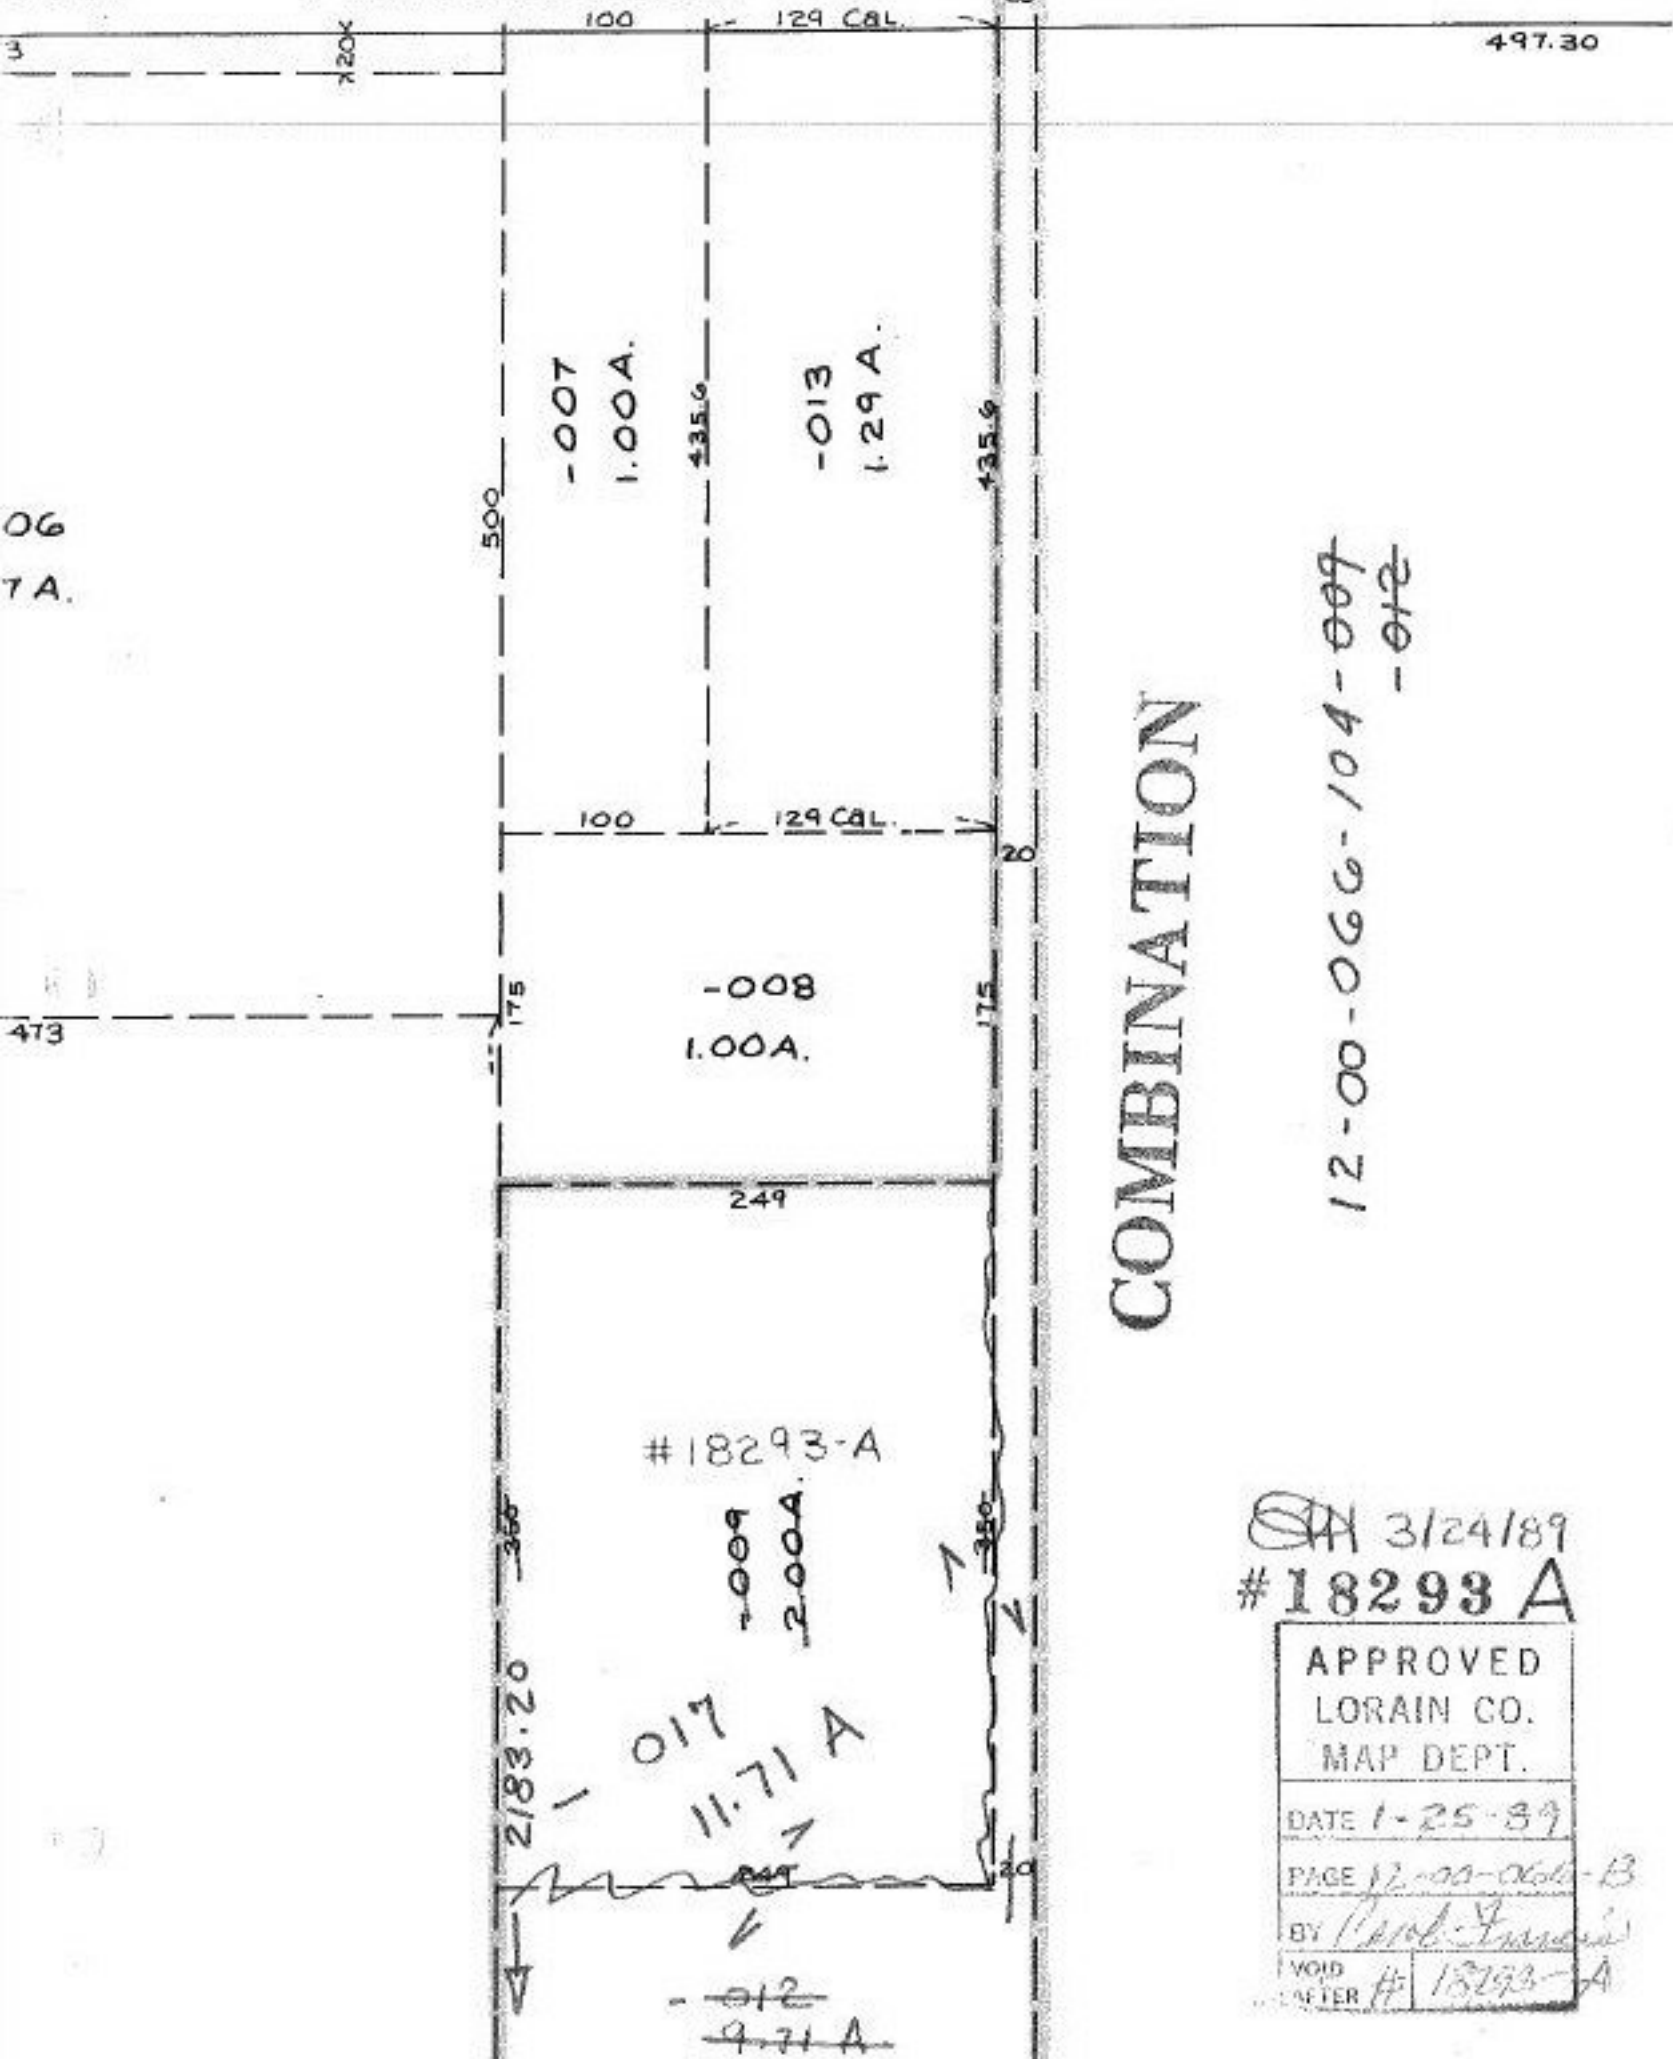 100
129 Cal.
497.30
3
20
-007
1.00A.
435.6
-013
1.29 A.
435.6
500
06
7 A.
12-00-066-104-009
-012
COMBINATION
100
129 Cal.
20
-008
1.00A.
175
175
473
249
#18293-A
-009
2.00A.
350
350
3/24/89
#18293 A
APPROVED
LORAIN CO.
MAP DEPT.
DATE 1-25-89
PAGE 12-00-066-B
BY Carol Francis
VOID
AFTER # 18293-A
2183.20
- 017
11.71 A
249
20
- 012
9.71 A.